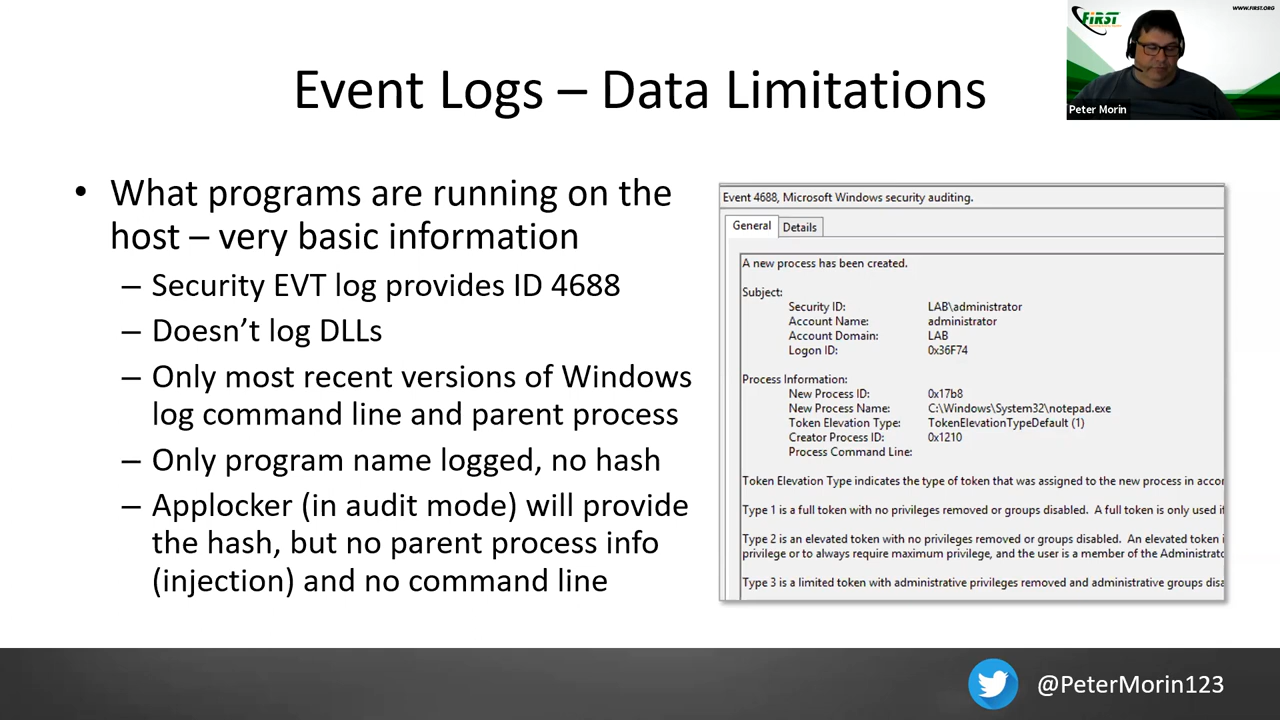 FiRST
WWW.FIRST.ORG
Peter Morin
Event Logs – Data Limitations
• What programs are running on the
host – very basic information
– Security EVT log provides ID 4688
– Doesn’t log DLLs
– Only most recent versions of Windows
log command line and parent process
– Only program name logged, no hash
– Applocker (in audit mode) will provide
the hash, but no parent process info
(injection) and no command line
Event 4688, Microsoft Windows security auditing.
General Details
A new process has been created.
Subject:
Security ID: LAB\administrator
Account Name: administrator
Account Domain: LAB
Logon ID: 0x36F74
Process Information:
New Process ID: 0x17b8
New Process Name: C:\Windows\System32\notepad.exe
Token Elevation Type: TokenElevationTypeDefault (1)
Creator Process ID: 0x1210
Process Command Line:
Token Elevation Type indicates the type of token that was assigned to the new process in accor
Type 1 is a full token with no privileges removed or groups disabled. A full token is only used if
Type 2 is an elevated token with no privileges removed or groups disabled. An elevated token i
privilege or to always require maximum privilege, and the user is a member of the Administrato
Type 3 is a limited token with administrative privileges removed and administrative groups disa
@PeterMorin123